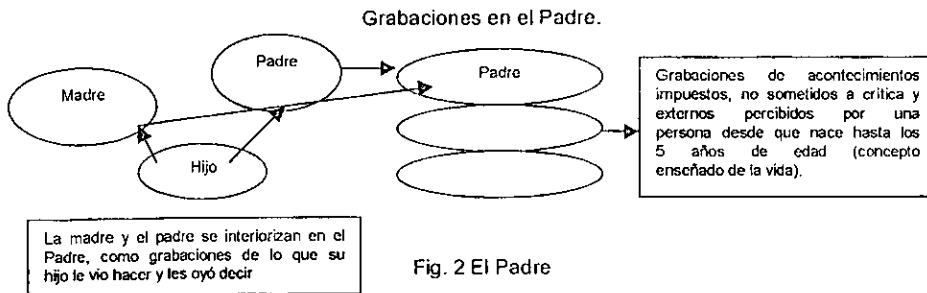 Grabaciones en el Padre.
Madre
Padre
Padre
Hijo
Grabaciones de acontecimientos
impuestos, no sometidos a critica y
externos percibidos por una
persona desde que nace hasta los
5 años de edad (concepto
enseñado de la vida).
La madre y el padre se interiorizan en el
Padre, como grabaciones de lo que su
hijo le vio hacer y les oyó decir
Fig. 2 El Padre